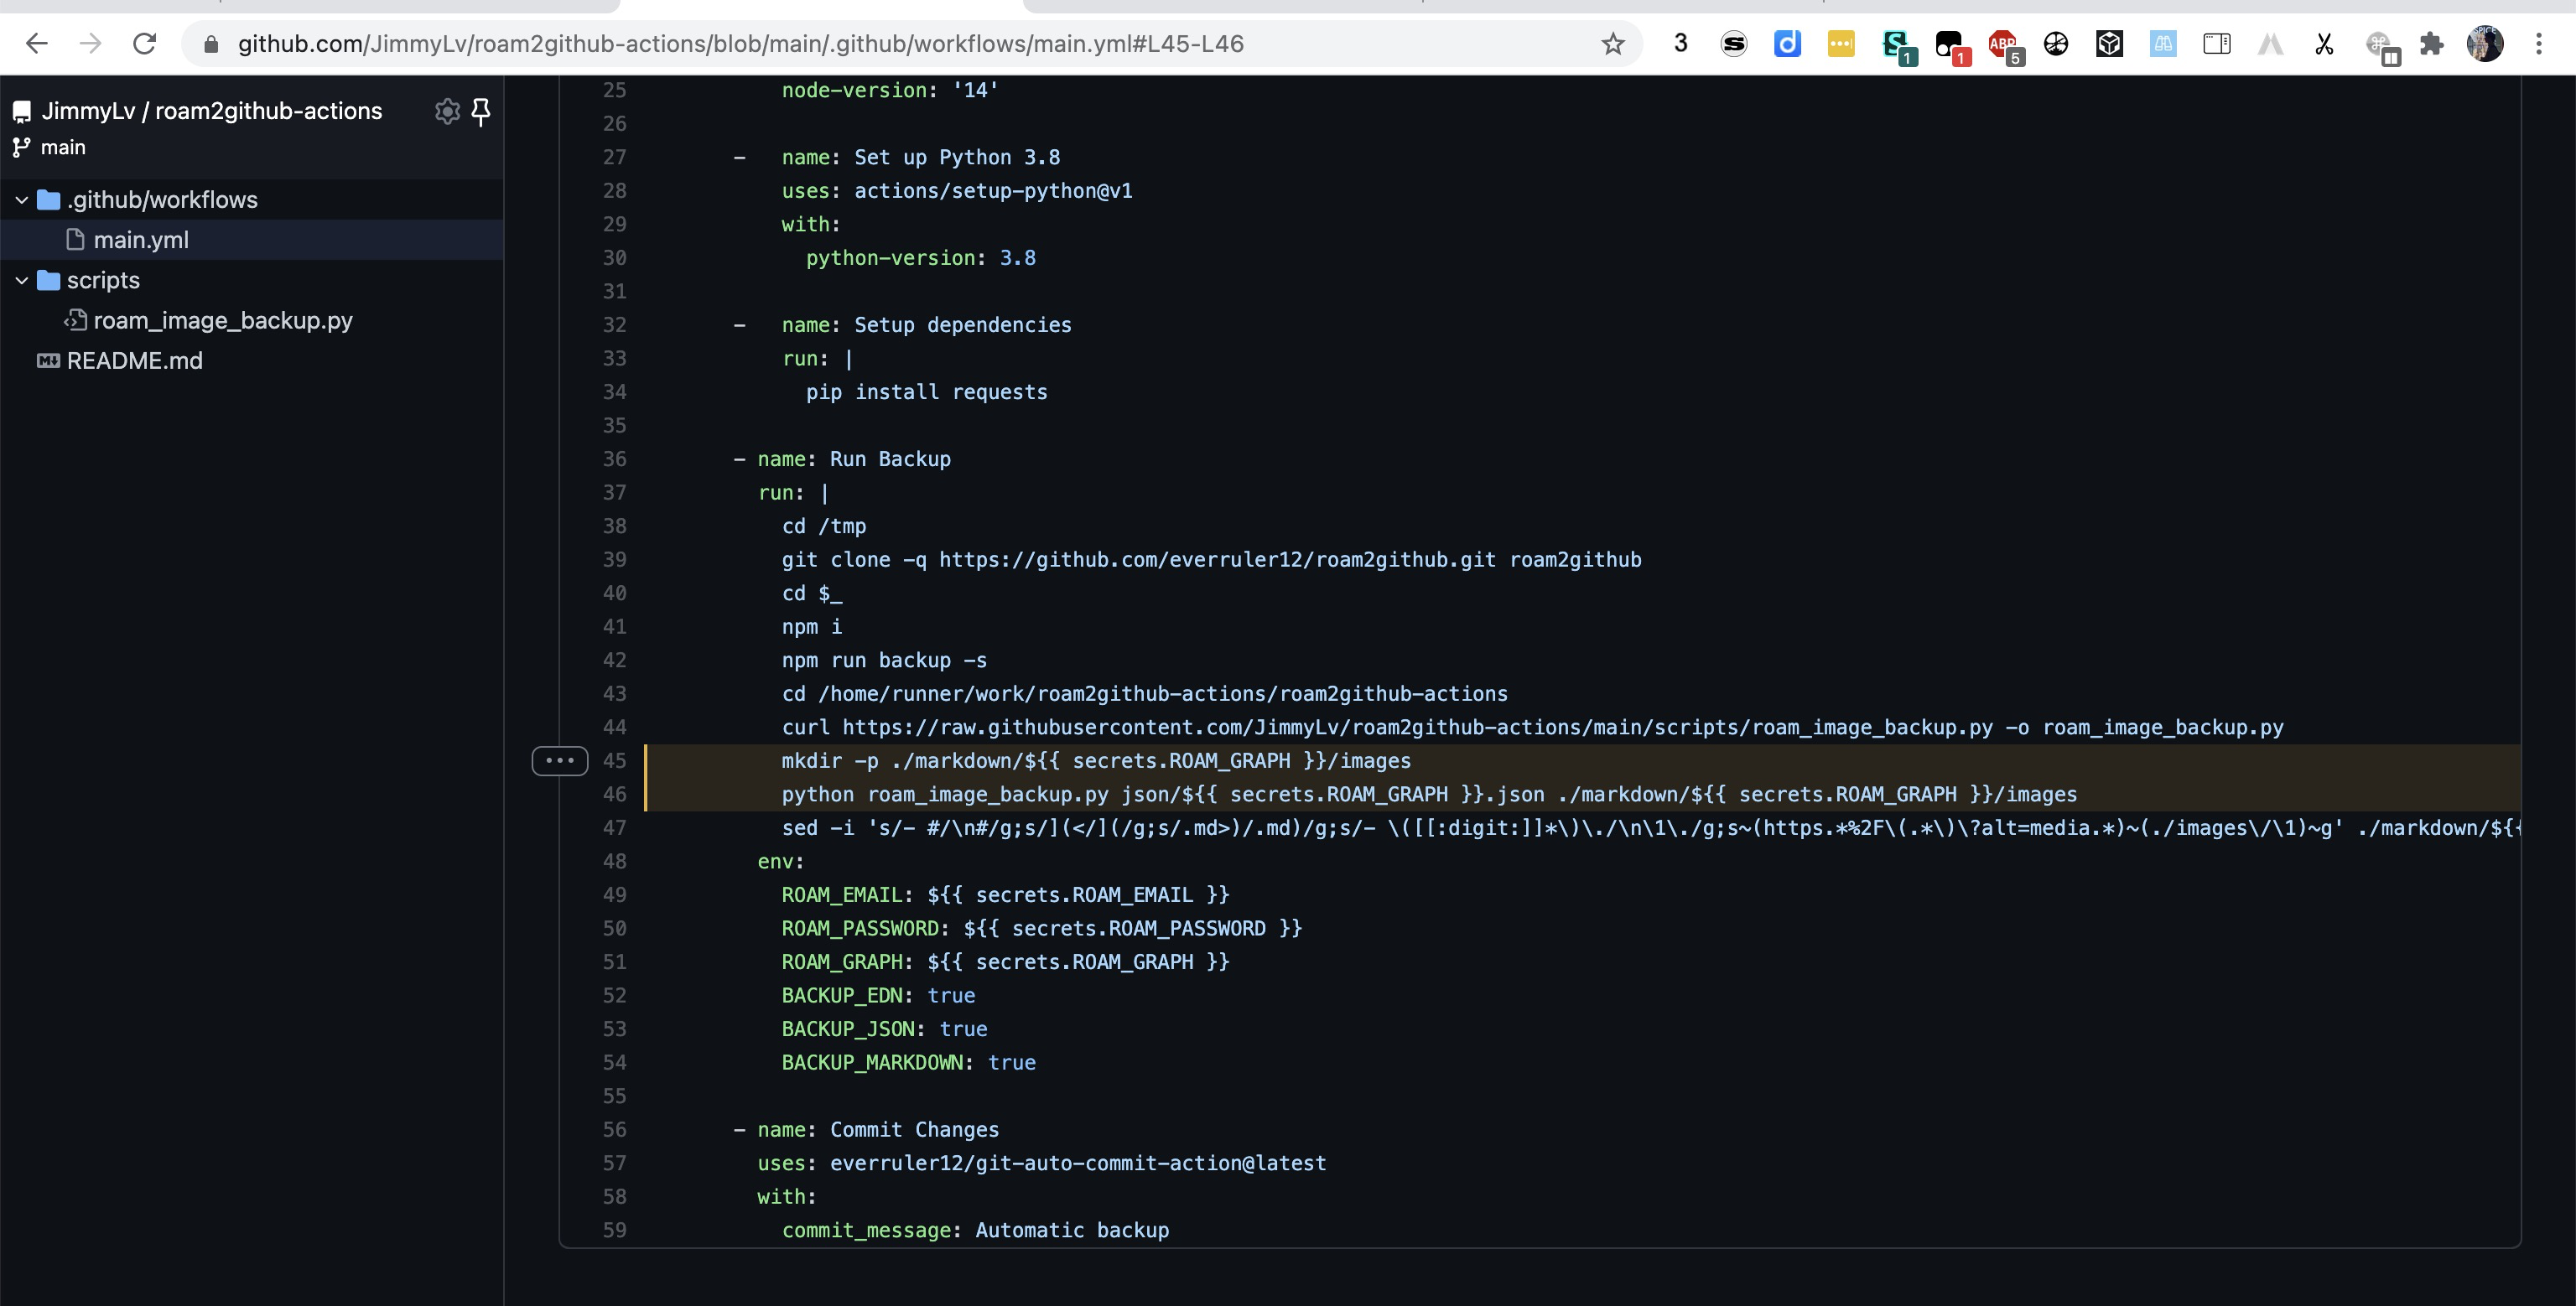 github.com/JimmyLv/roam2github-actions/blob/main/.github/workflows/main.yml#L45-L46
3
1
1
ABP
5
JimmyLv / roam2github-actions
main
.github/workflows
main.yml
scripts
roam_image_backup.py
README.md
25 node-version: '14'
26
27 - name: Set up Python 3.8
28 uses: actions/setup-python@v1
29 with:
30 python-version: 3.8
31
32 - name: Setup dependencies
33 run: |
34 pip install requests
35
36 - name: Run Backup
37 run: |
38 cd /tmp
39 git clone -q https://github.com/everruler12/roam2github.git roam2github
40 cd $_
41 npm i
42 npm run backup -s
43 cd /home/runner/work/roam2github-actions/roam2github-actions
44 curl https://raw.githubusercontent.com/JimmyLv/roam2github-actions/main/scripts/roam_image_backup.py -o roam_image_backup.py
45 mkdir -p ./markdown/${{ secrets.ROAM_GRAPH }}/images
46 python roam_image_backup.py json/${{ secrets.ROAM_GRAPH }}.json ./markdown/${{ secrets.ROAM_GRAPH }}/images
47 sed -i 's/- #/\n#/g;s/](</](/g;s/.md>)/.md)/g;s/- \([[:digit:]]*\)\./\n\1\./g;s~(https.*%2F\(.*\)\?alt=media.*)~(./images\/\1)~g' ./markdown/${{
48 env:
49 ROAM_EMAIL: ${{ secrets.ROAM_EMAIL }}
50 ROAM_PASSWORD: ${{ secrets.ROAM_PASSWORD }}
51 ROAM_GRAPH: ${{ secrets.ROAM_GRAPH }}
52 BACKUP_EDN: true
53 BACKUP_JSON: true
54 BACKUP_MARKDOWN: true
55
56 - name: Commit Changes
57 uses: everruler12/git-auto-commit-action@latest
58 with:
59 commit_message: Automatic backup